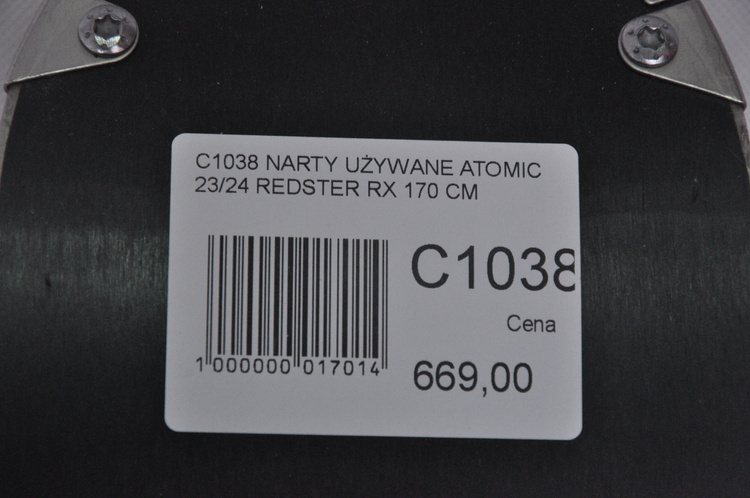 C1038 NARTY UŻYWANE ATOMIC
23/24 REDSTER RX 170 CM
C1038
Cena
1 000000 017014
669,00